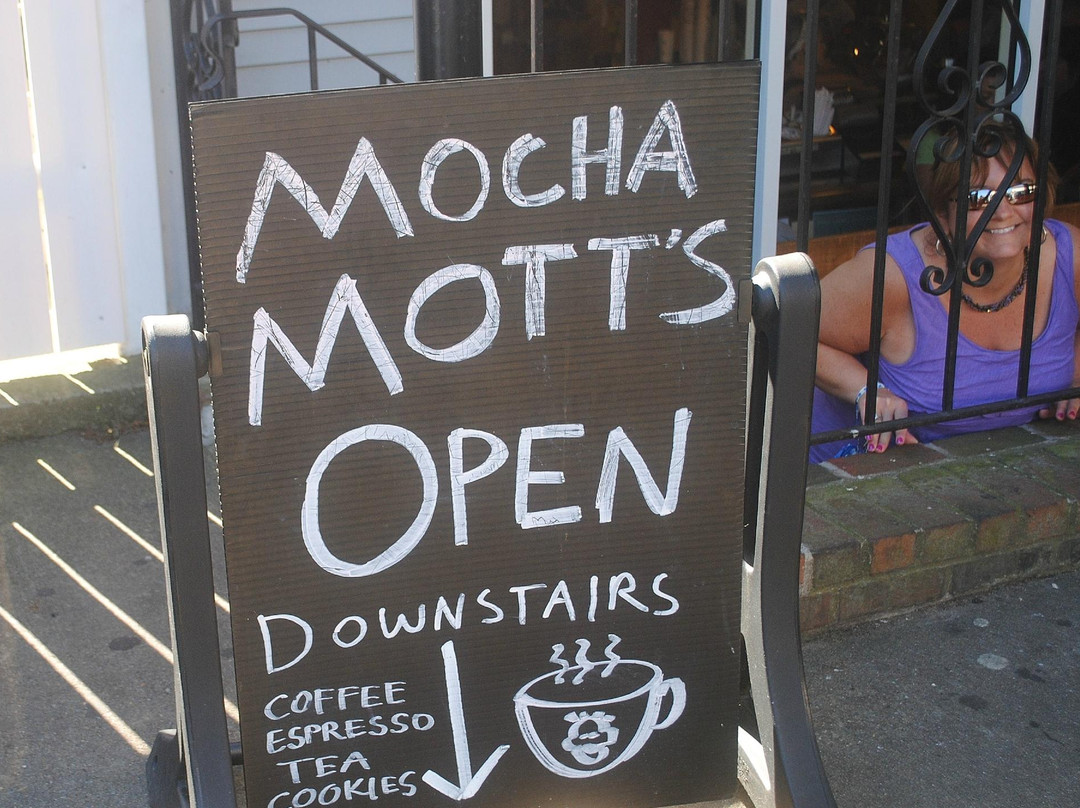 MOCHA
MOTT'S
OPEN
DOWNSTAIRS
COFFEE
ESPRESSO
TEA
COOKIES